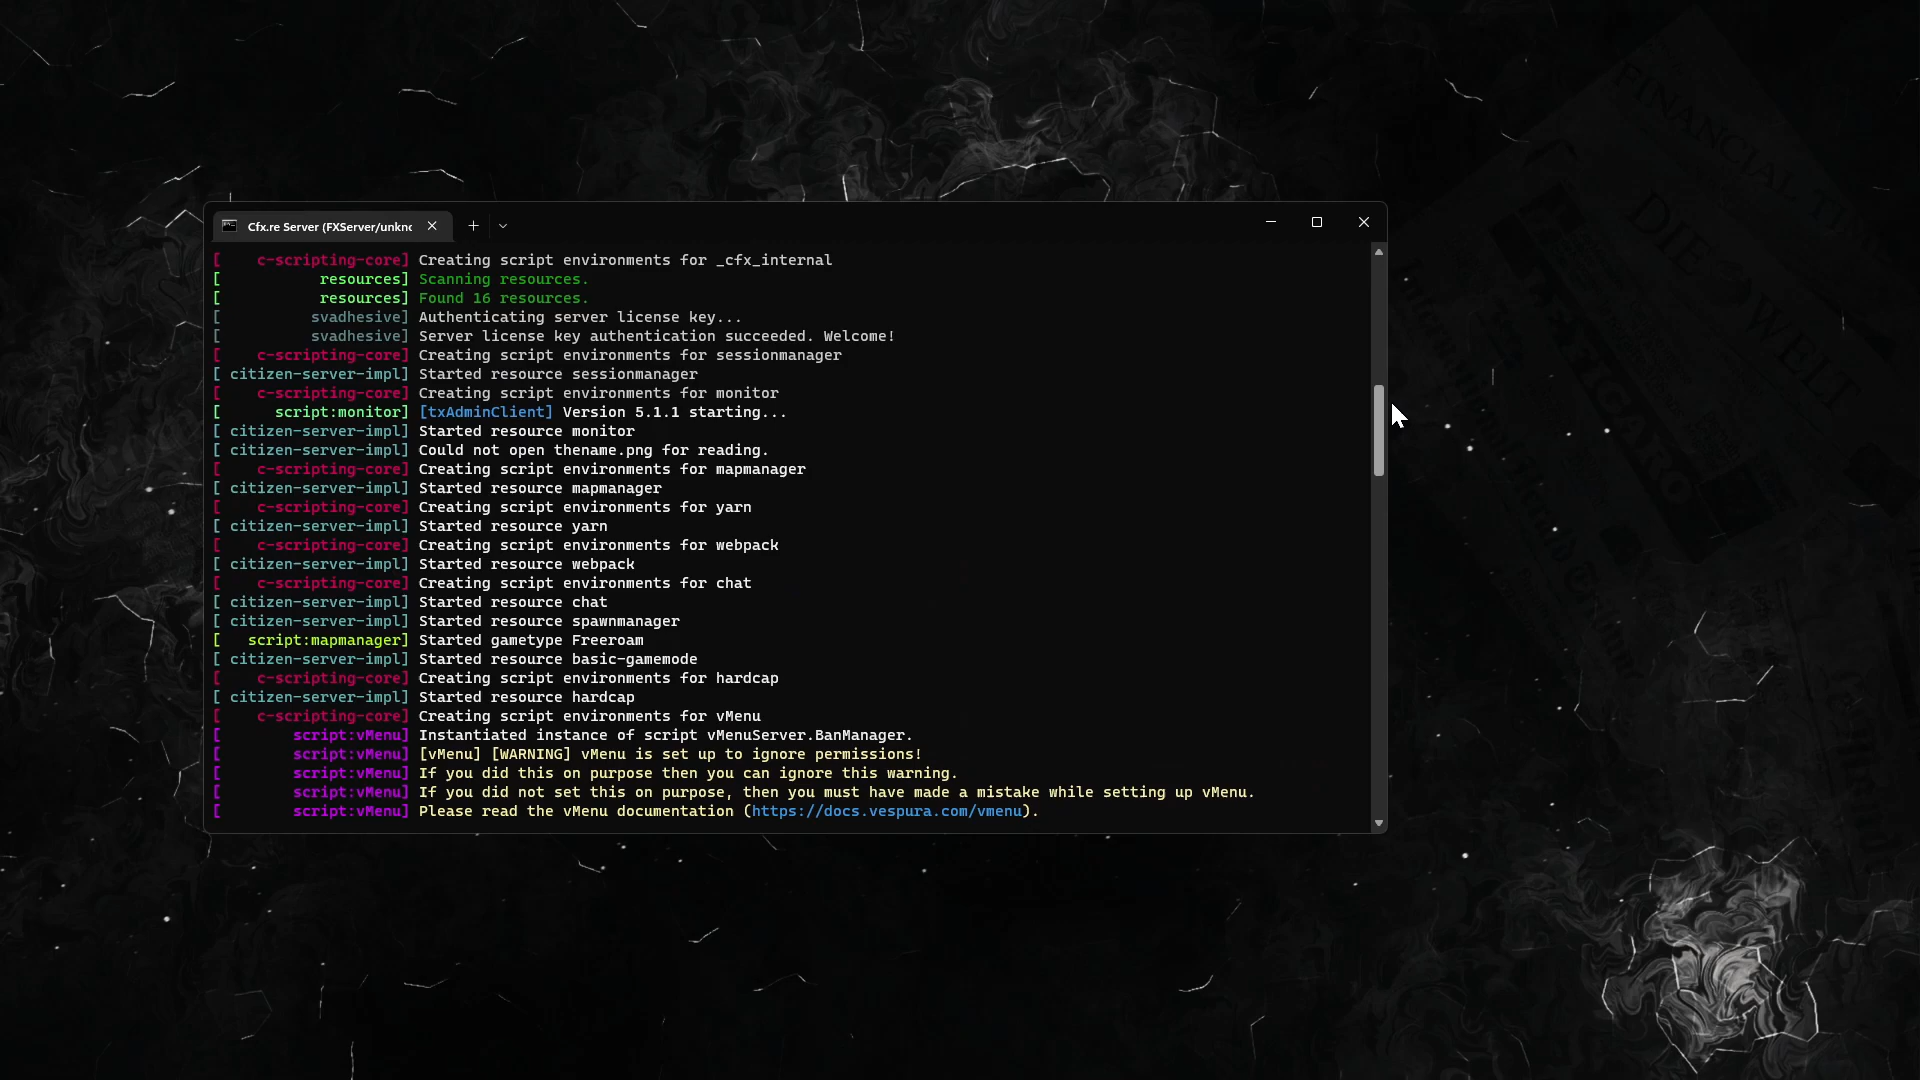 Cfx.re Server (FXServer/unkno
[    c-scripting-core] Creating script environments for _cfx_internal
[           resources] Scanning resources.
[           resources] Found 16 resources.
[          svadhesive] Authenticating server license key...
[          svadhesive] Server license key authentication succeeded. Welcome!
[    c-scripting-core] Creating script environments for sessionmanager
[ citizen-server-impl] Started resource sessionmanager
[    c-scripting-core] Creating script environments for monitor
[      script:monitor] [txAdminClient] Version 5.1.1 starting...
[ citizen-server-impl] Started resource monitor
[ citizen-server-impl] Could not open thename.png for reading.
[    c-scripting-core] Creating script environments for mapmanager
[ citizen-server-impl] Started resource mapmanager
[    c-scripting-core] Creating script environments for yarn
[ citizen-server-impl] Started resource yarn
[    c-scripting-core] Creating script environments for webpack
[ citizen-server-impl] Started resource webpack
[    c-scripting-core] Creating script environments for chat
[ citizen-server-impl] Started resource chat
[ citizen-server-impl] Started resource spawnmanager
[   script:mapmanager] Started gametype Freeroam
[ citizen-server-impl] Started resource basic-gamemode
[    c-scripting-core] Creating script environments for hardcap
[ citizen-server-impl] Started resource hardcap
[    c-scripting-core] Creating script environments for vMenu
[        script:vMenu] Instantiated instance of script vMenuServer.BanManager.
[        script:vMenu] [vMenu] [WARNING] vMenu is set up to ignore permissions!
[        script:vMenu] If you did this on purpose then you can ignore this warning.
[        script:vMenu] If you did not set this on purpose, then you must have made a mistake while setting up vMenu.
[        script:vMenu] Please read the vMenu documentation (https://docs.vespura.com/vmenu).
FINANCIAL
DIE WELT
FIGARO